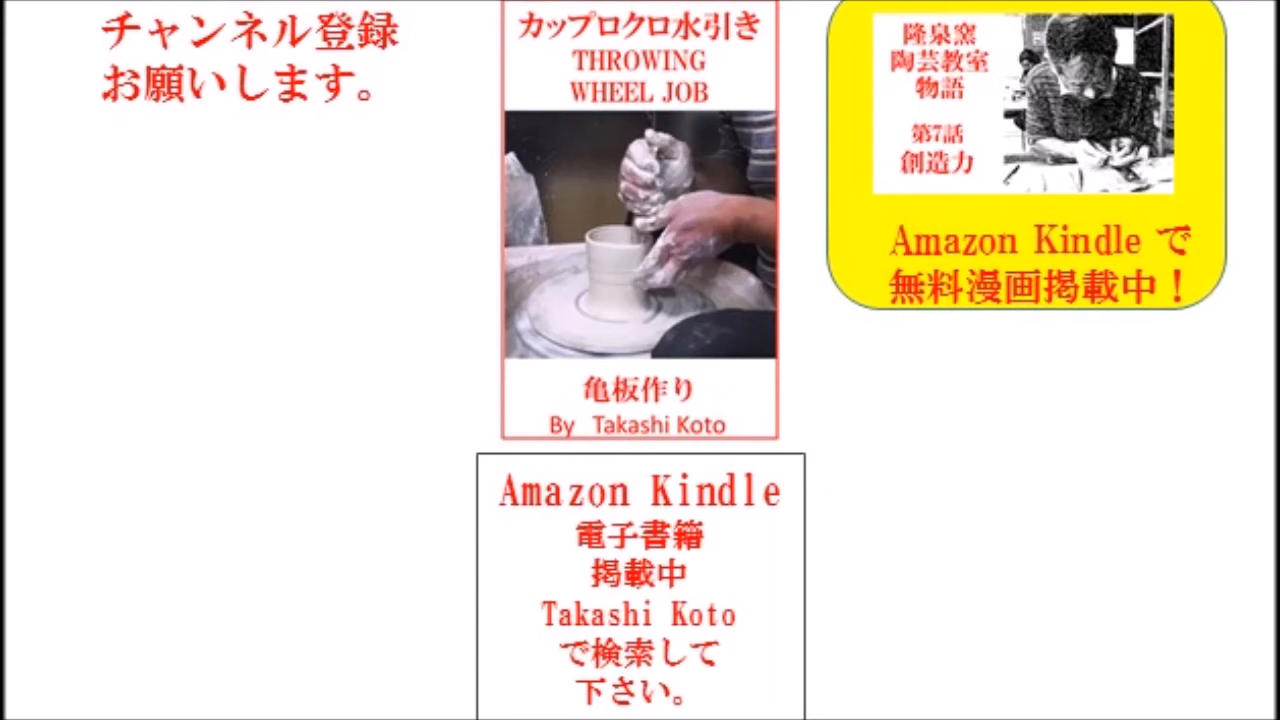 チャンネル登録
お願いします。
カップロクロ水引き
THROWING
WHEEL JOB
亀板作り
By Takashi Koto
Amazon Kindle
電子書籍
掲載中
Takashi Koto
で検索して
下さい。
隆泉窯
陶芸教室
物語
第7話
創造力
Amazon Kindle で
無料漫画掲載中！